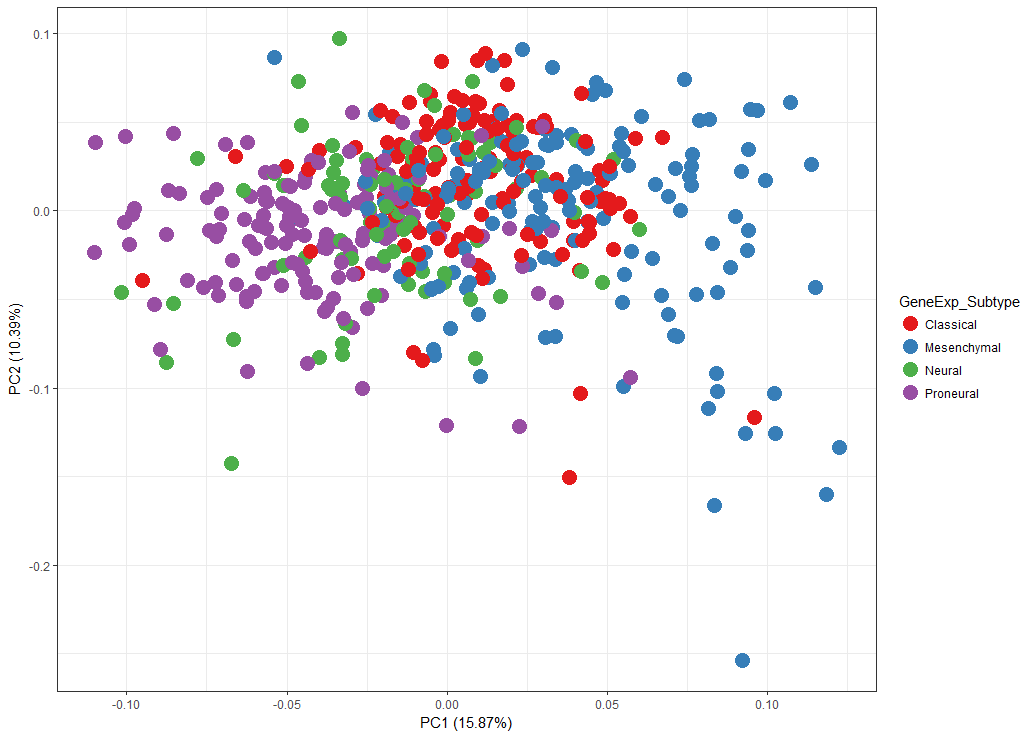 0.1
0.0
-0.1
-0.2
PC2 (10.39%)
-0.10
-0.05
0.00
0.05
0.10
PC1 (15.87%)
GeneExp_Subtype
Classical
Mesenchymal
Neural
Proneural